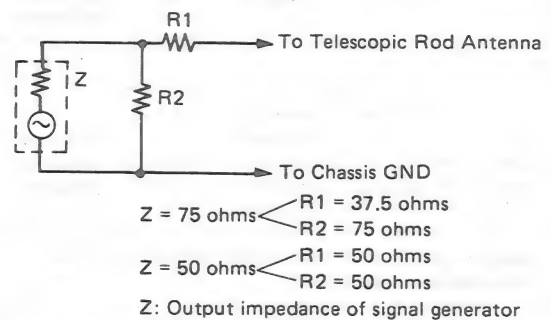 R1
To Telescopic Rod Antenna
Z
R2
To Chassis GND
Z = 75 ohms
R1 = 37.5 ohms
R2 = 75 ohms
Z = 50 ohms
R1 = 50 ohms
R2 = 50 ohms
Z: Output impedance of signal generator